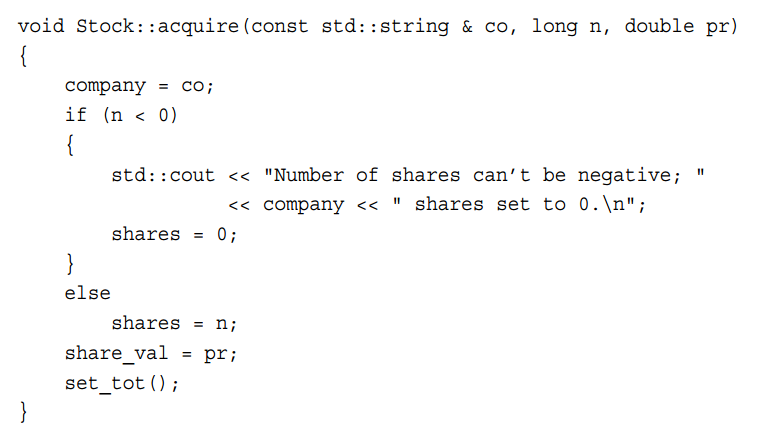 void Stock::acquire(const std::string & co, long n, double pr)
{
    company = co;
    if (n < 0)
    {
        std::cout << "Number of shares can’t be negative; "
                  << company << " shares set to 0.\n";
        shares = 0;
    }
    else
        shares = n;
    share_val = pr;
    set_tot();
}